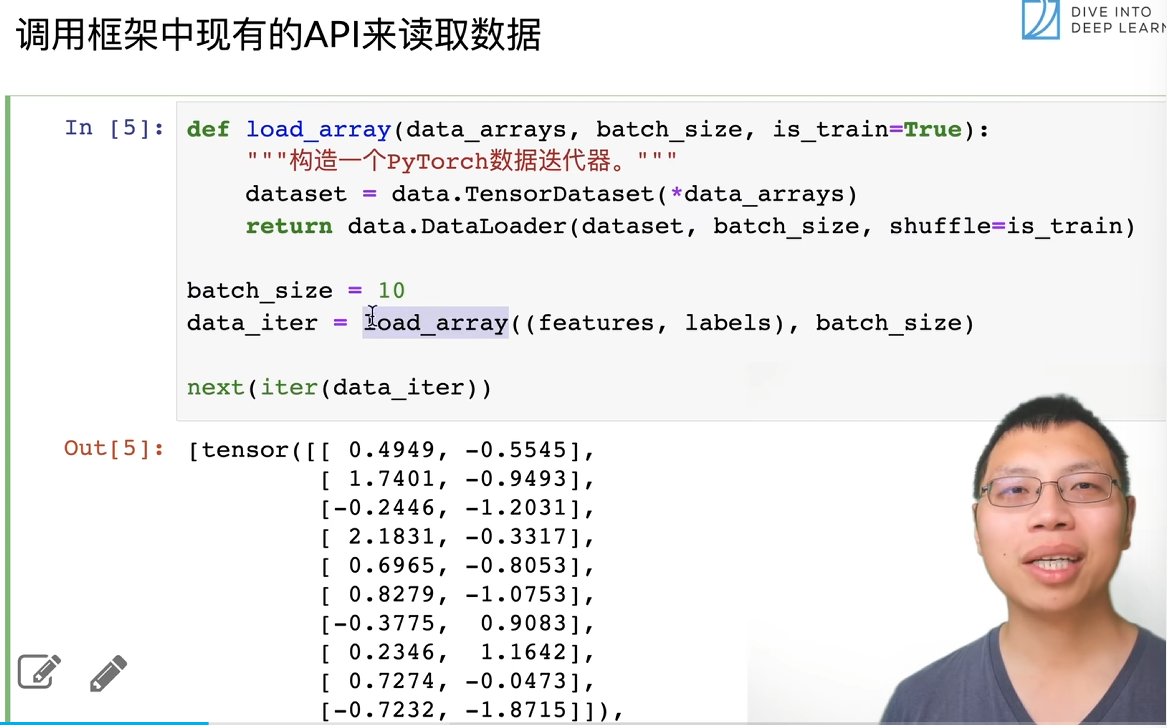 调用框架中现有的API来读取数据
DIVE INTO
DEEP LEARN
In [5]:
def load_array(data_arrays, batch_size, is_train=True):
"""构造一个PyTorch数据迭代器。"""
dataset = data.TensorDataset(*data_arrays)
return data.DataLoader(dataset, batch_size, shuffle=is_train)
batch_size = 10
data_iter = load_array((features, labels), batch_size)
next(iter(data_iter))
Out[5]:
[tensor([[ 0.4949, -0.5545],
[ 1.7401, -0.9493],
[-0.2446, -1.2031],
[ 2.1831, -0.3317],
[ 0.6965, -0.8053],
[ 0.8279, -1.0753],
[-0.3775,  0.9083],
[ 0.2346,  1.1642],
[ 0.7274, -0.0473],
[-0.7232, -1.8715]]),